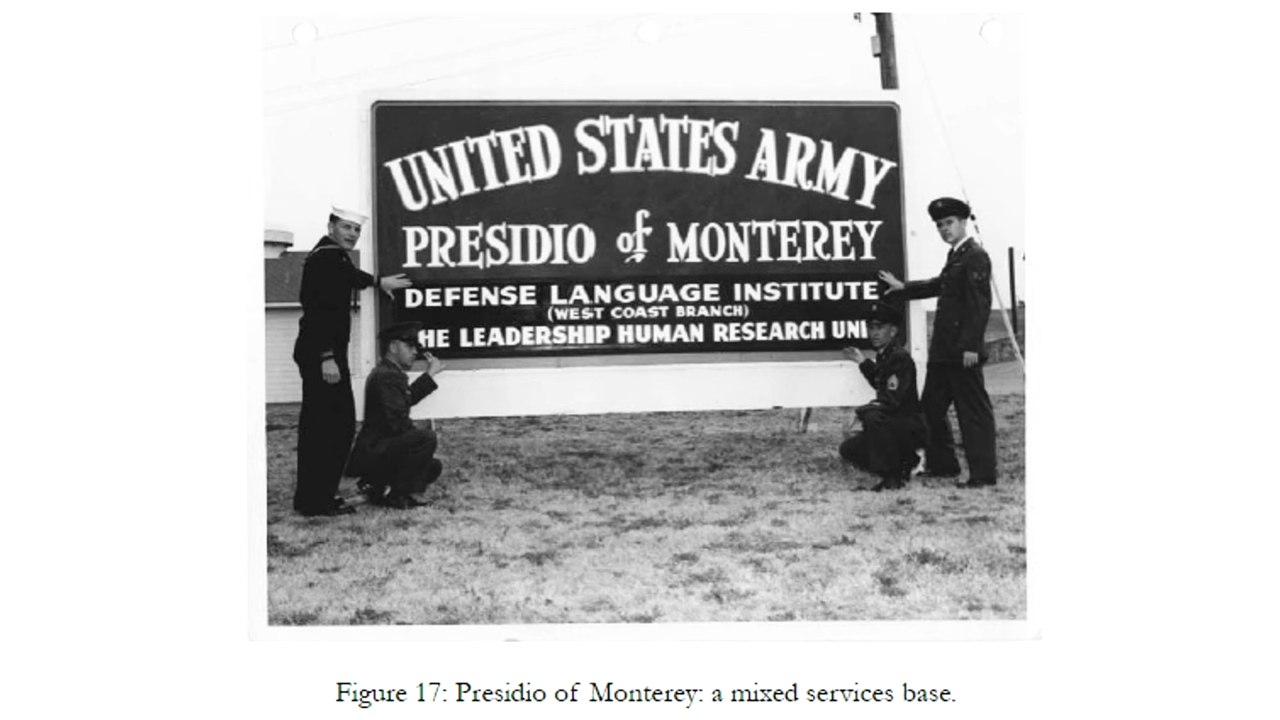 UNITED STATES ARMY
PRESIDIO of MONTEREY
DEFENSE LANGUAGE INSTITUTE
(WEST COAST BRANCH)
HE LEADERSHIP HUMAN RESEARCH UNI
Figure 17: Presidio of Monterey: a mixed services base.